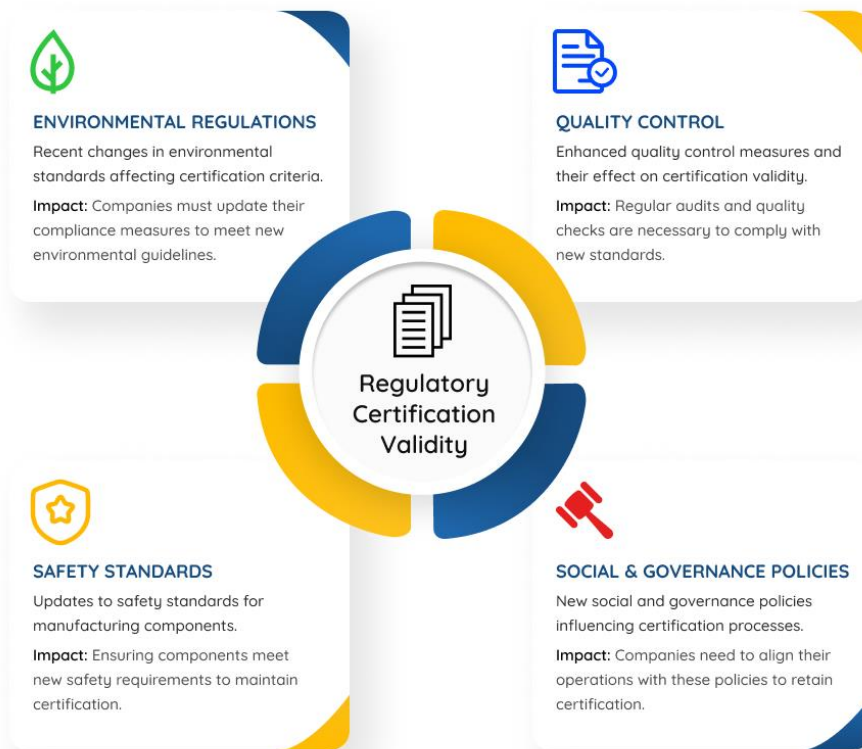 ENVIRONMENTAL REGULATIONS
Recent changes in environmental
standards affecting certification criteria.
Impact: Companies must update their
compliance measures to meet new
environmental guidelines.
QUALITY CONTROL
Enhanced quality control measures and
their effect on certification validity.
Impact: Regular audits and quality
checks are necessary to comply with
new standards.
Regulatory
Certification
Validity
SAFETY STANDARDS
Updates to safety standards for
manufacturing components.
Impact: Ensuring components meet
new safety requirements to maintain
certification.
SOCIAL & GOVERNANCE POLICIES
New social and governance policies
influencing certification processes.
Impact: Companies need to align their
operations with these policies to retain
certification.